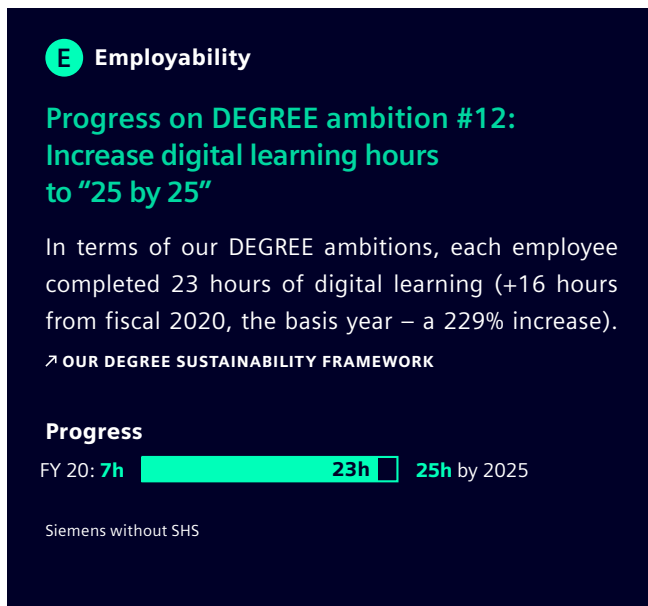 E Employability
Progress on DEGREE ambition #12:
Increase digital learning hours
to “25 by 25”
In terms of our DEGREE ambitions, each employee
completed 23 hours of digital learning (+16 hours
from fiscal 2020, the basis year – a 229% increase).
↗ OUR DEGREE SUSTAINABILITY FRAMEWORK
Progress
FY 20: 7h 23h 25h by 2025
Siemens without SHS